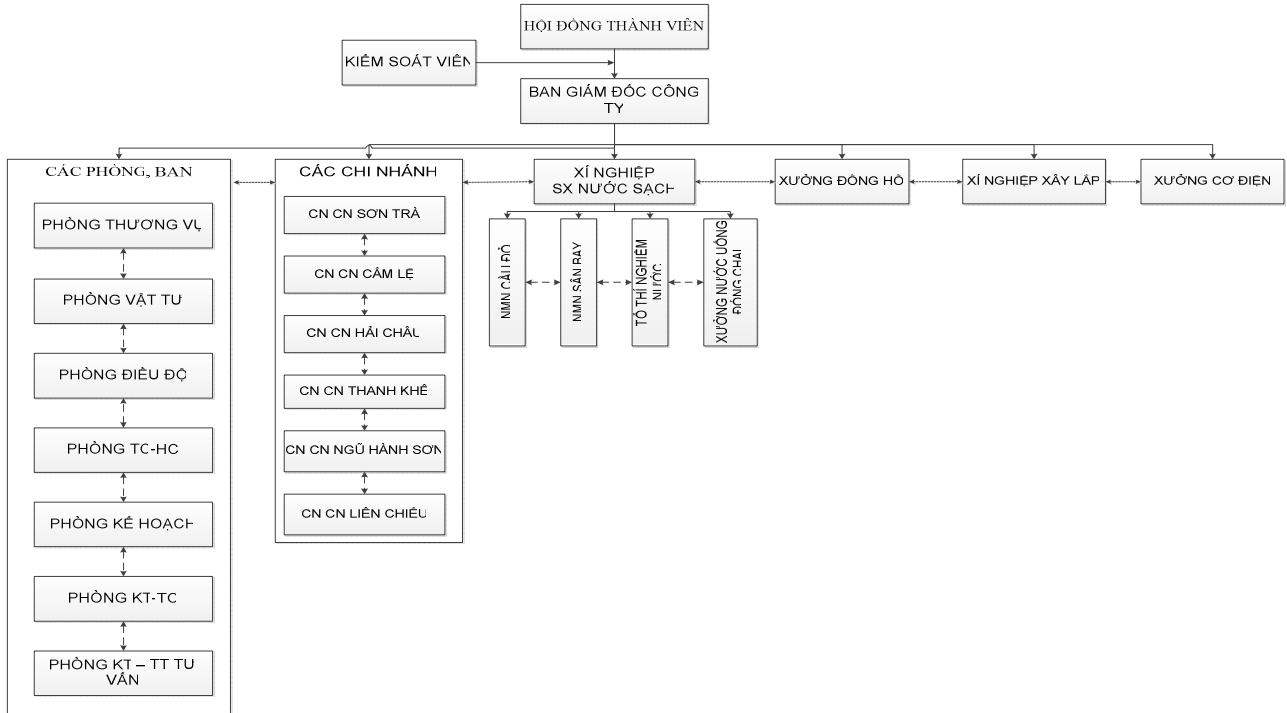 HỘI ĐỒNG THÀNH VIÊN
KIỂM SOÁT VIÊN
BAN GIÁM ĐỐC CÔNG
TY
CÁC PHÒNG, BAN
PHÒNG THƯƠNG VỤ
PHÒNG VẬT TƯ
PHÒNG ĐIỀU ĐỘ
PHÒNG TC-HC
PHÒNG KẾ HOẠCH
PHÒNG KT-TC
PHÒNG KT – TT TƯ
VẤN
CÁC CHI NHÁNH
CN CN SƠN TRÀ
CN CN CẨM LỆ
CN CN HẢI CHÂU
CN CN THANH KHÊ
CN CN NGŨ HÀNH SƠN
CN CN LIÊN CHIỂU
XÍ NGHIỆP
SX NƯỚC SẠCH
NMN CẦU ĐỎ
NMN SÂN BAY
TỔ THÍ NGHIỆM
NƯỚC
XƯỞNG NƯỚC UỐNG
ĐÓNG CHAI
XƯỞNG ĐỒNG HỒ
XÍ NGHIỆP XÂY LẮP
XƯỞNG CƠ ĐIỆN